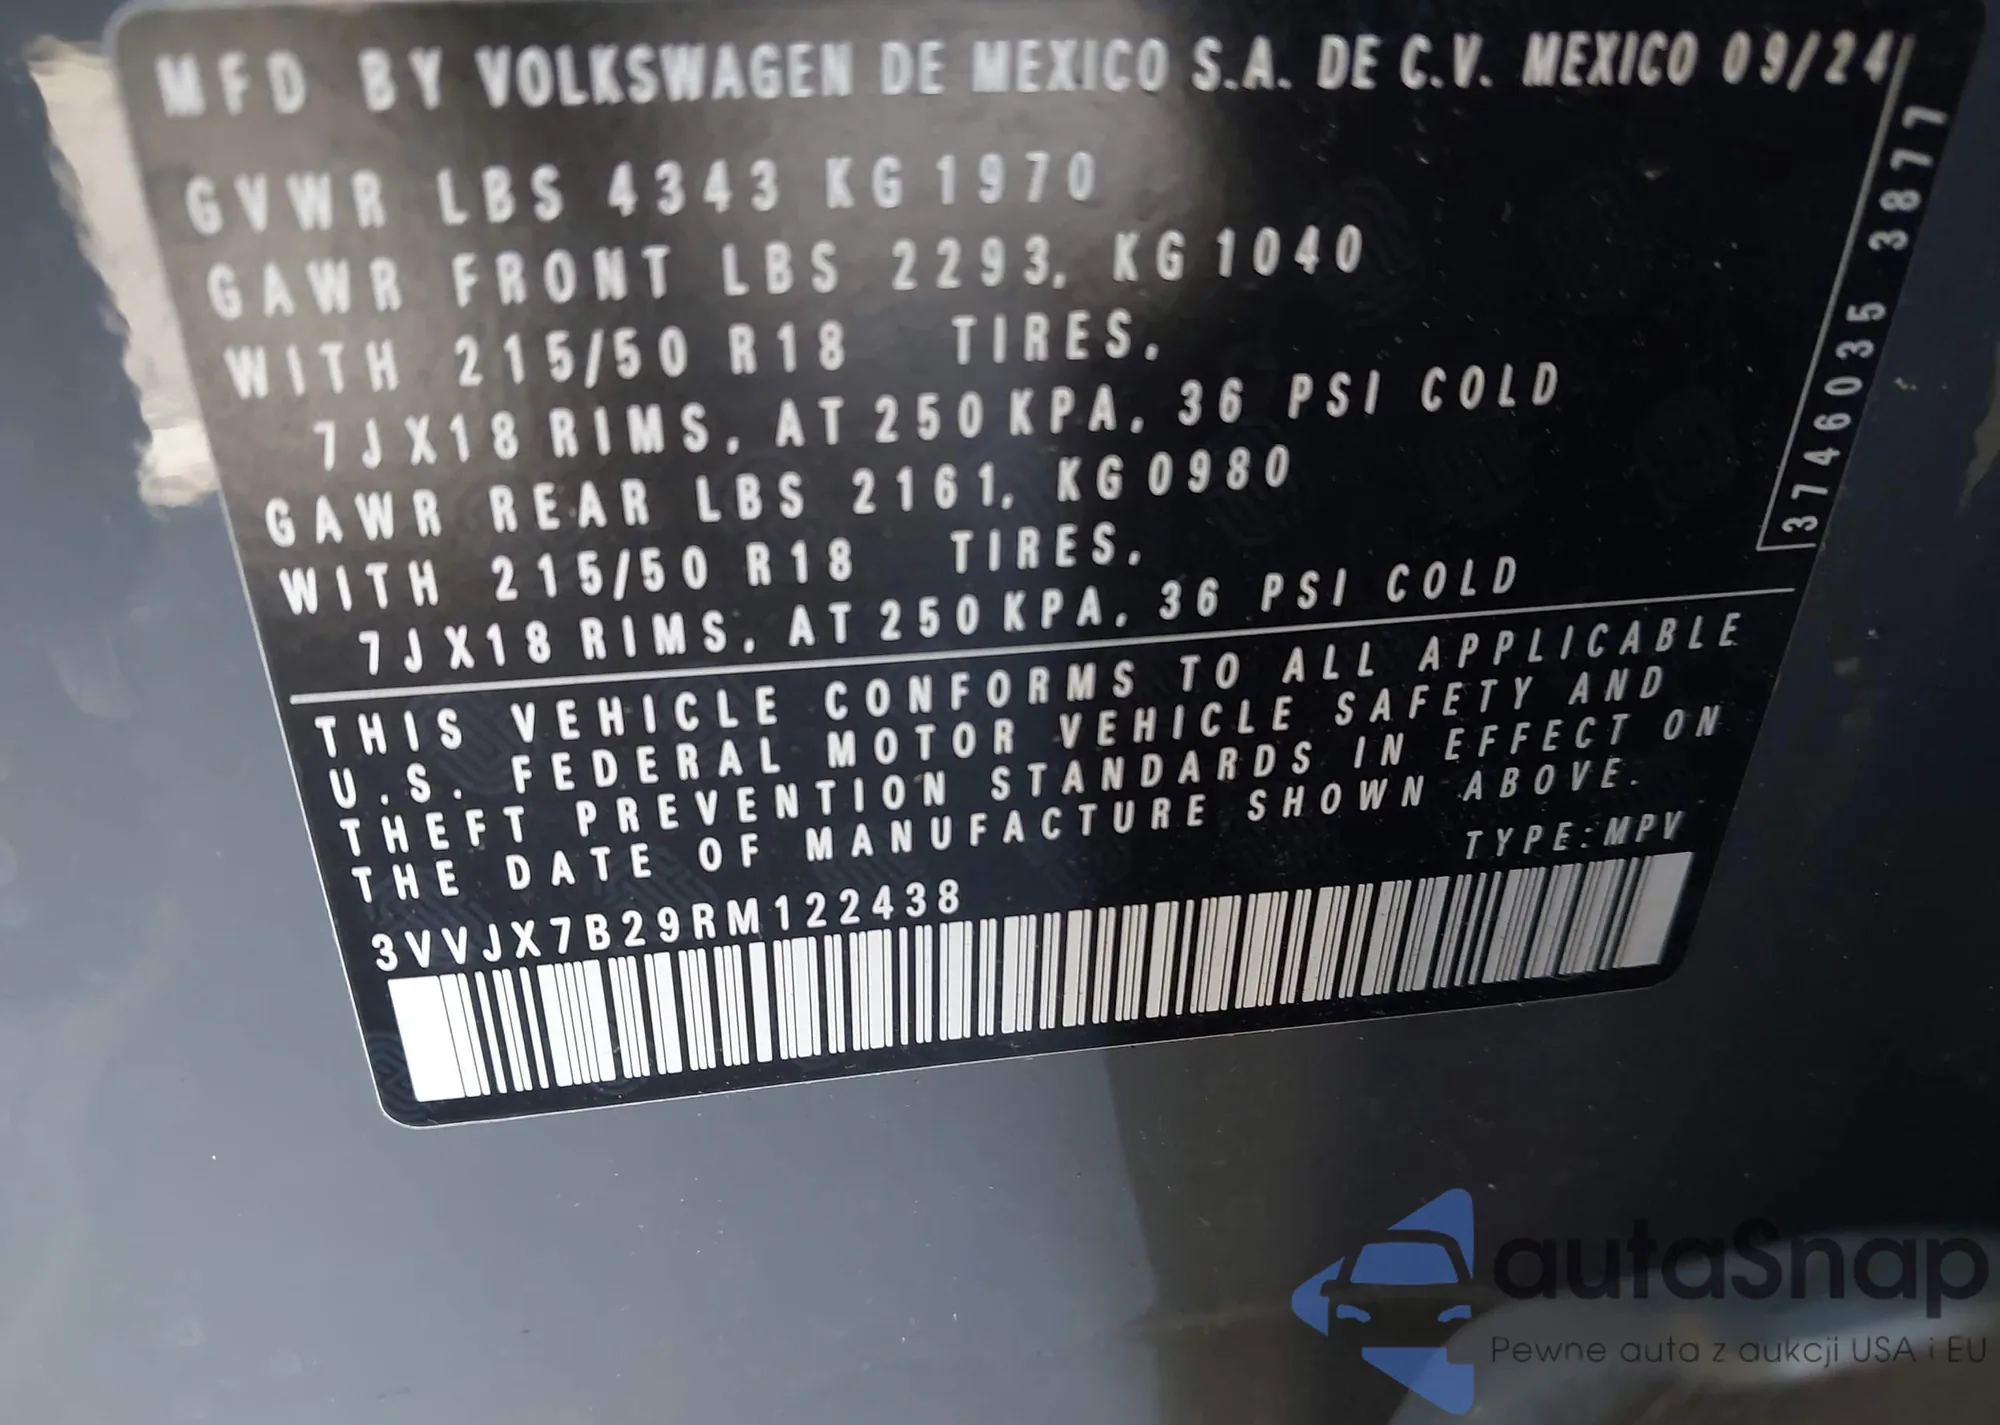 MFD BY VOLKSWAGEN DE MEXICO S.A. DE C.V. MEXICO 09/24
GVWR LBS 4343 KG 1970
GAWR FRONT LBS 2293, KG 1040
WITH 215/50 R18 TIRES,
7JX18 RIMS, AT 250 KPA, 36 PSI COLD
GAWR REAR LBS 2161, KG 0980
WITH 215/50 R18 TIRES,
7JX18 RIMS, AT 250 KPA, 36 PSI COLD
3746035 3877
THIS VEHICLE CONFORMS TO ALL APPLICABLE
U.S. FEDERAL MOTOR VEHICLE SAFETY AND
THEFT PREVENTION STANDARDS IN EFFECT ON
THE DATE OF MANUFACTURE SHOWN ABOVE.
TYPE:MPV
3VVJX7B29RM122438
autaSnap
Pewne auta z aukcji USA i EU